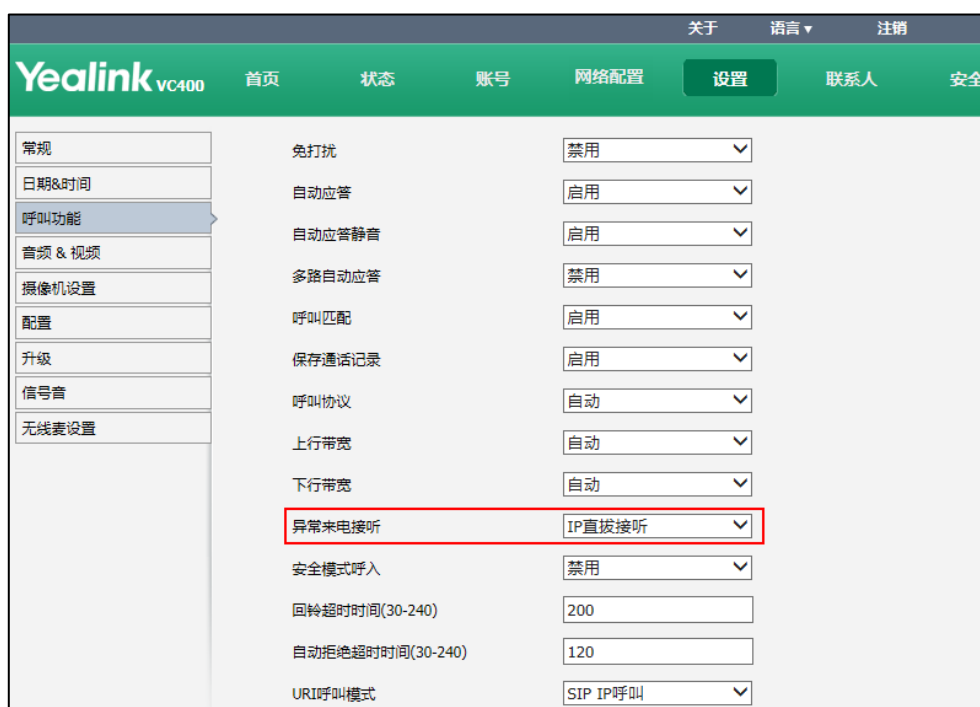 关于 语言▼ 注销
Yealink VC400 首页 状态 账号 网络配置 设置 联系人 安全
常规
日期&时间
呼叫功能
音频 & 视频
摄像机设置
配置
升级
信号音
无线麦设置
免打扰 禁用
自动应答 启用
自动应答静音 启用
多路自动应答 禁用
呼叫匹配 启用
保存通话记录 启用
呼叫协议 自动
上行带宽 自动
下行带宽 自动
异常来电接听 IP直拨接听
安全模式呼入 禁用
回铃超时时间(30-240) 200
自动拒绝超时时间(30-240) 120
URI呼叫模式 SIP IP呼叫